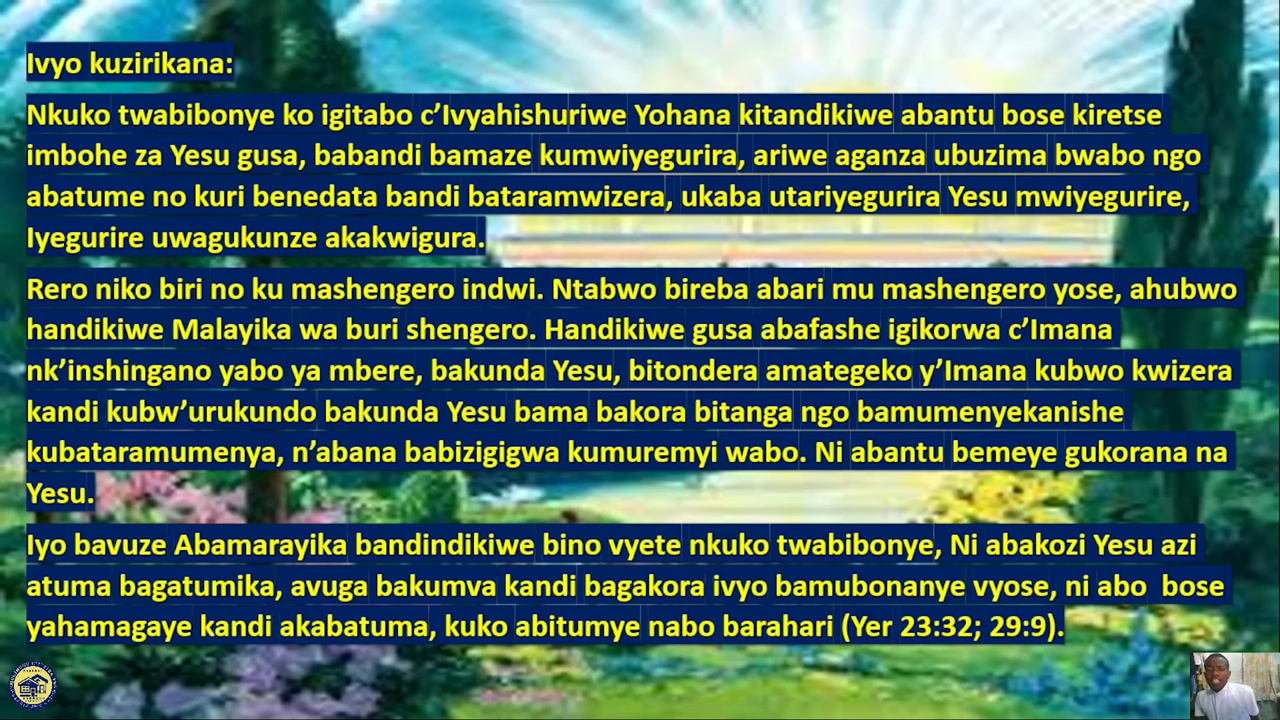 Ivyo kuzirikana:
Nkuko twabibonye ko igitabo c’Ivyahishuriwe Yohana kitandikiwe abantu bose kiretse
imbohe za Yesu gusa, babandi bamaze kumwiyegurira, ariwe aganza ubuzima bwabo ngo
abatume no kuri benedata bandi bataramwizera, ukaba utariyegurira Yesu mwiyegurire,
Iyegurire uwagukunze akakwigura.
Rero niko biri no ku mashengero indwi. Ntabwo bireba abari mu mashengero yose, ahubwo
handikiwe Malayika wa buri shengero. Handikiwe gusa abafashe igikorwa c’Imana
nk’inshingano yabo ya mbere, bakunda Yesu, bitondera amategeko y’Imana kubwo kwizera
kandi kubw’urukundo bakunda Yesu bama bakora bitanga ngo bamumenyekanishe
kubataramumenya, n’abana babizigigwa kumuremyi wabo. Ni abantu bemeye gukorana na
Yesu.
Iyo bavuze Abamarayika bandindikiwe bino vyete nkuko twabibonye, Ni abakozi Yesu azi
atuma bagatumika, avuga bakumva kandi bagakora ivyo bamubonanye vyose, ni abo bose
yahamagaye kandi akabatuma, kuko abitumye nabo barahari (Yer 23:32; 29:9).